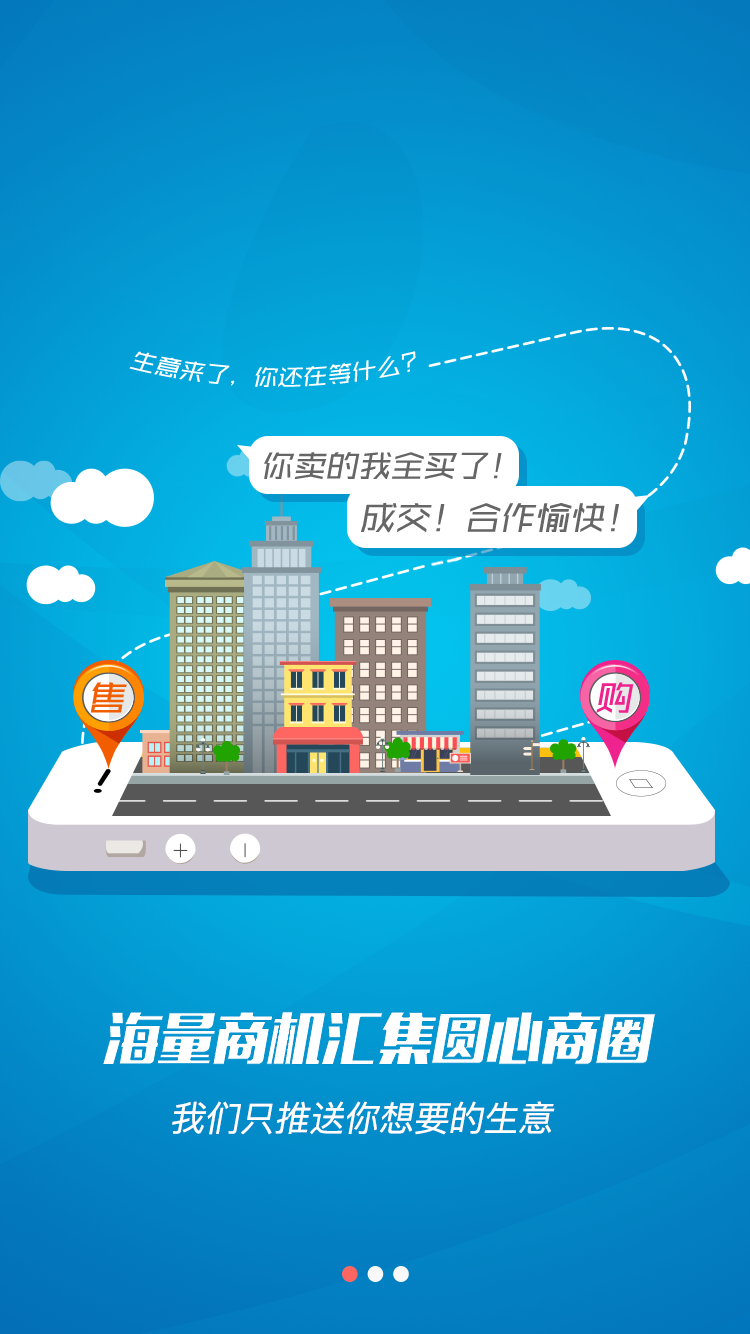 生意来了，你还在等什么？
你卖的我全买了！
成交！合作愉快！
售
购
海量商机汇集圆心商圈
我们只推送你想要的生意